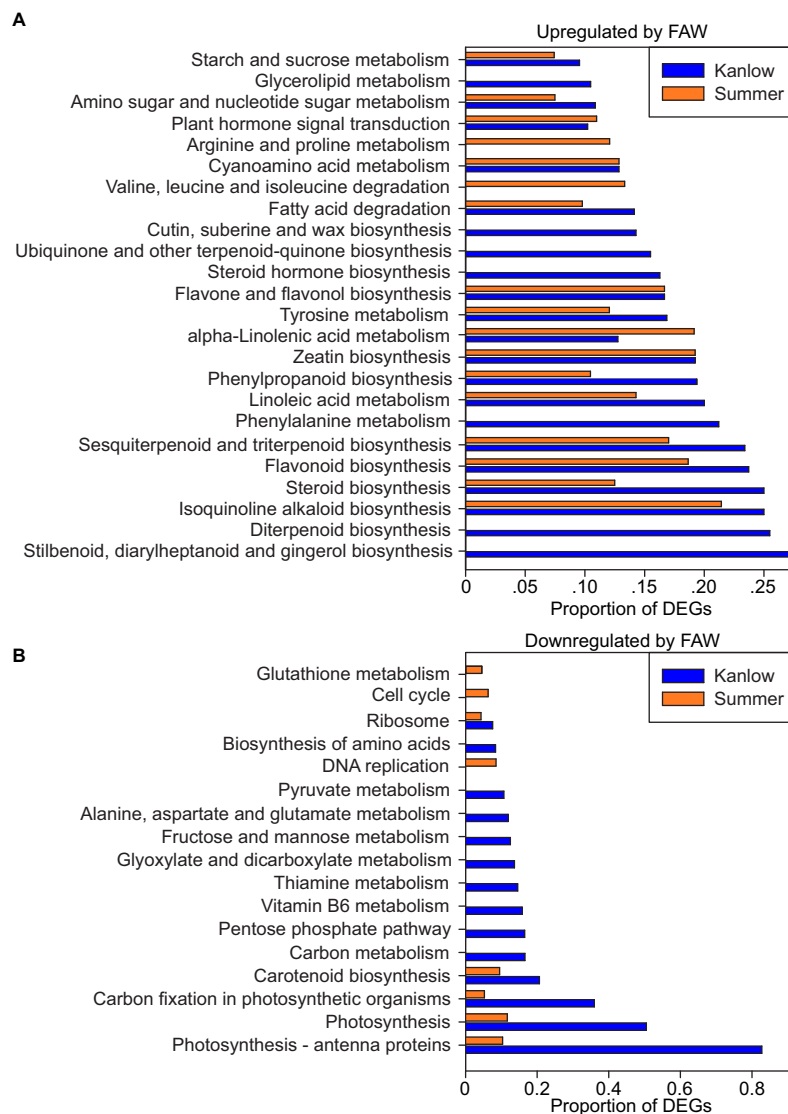 A
Upregulated by FAW
Kanlow
Summer
Starch and sucrose metabolism
Glycerolipid metabolism
Amino sugar and nucleotide sugar metabolism
Plant hormone signal transduction
Arginine and proline metabolism
Cyanoamino acid metabolism
Valine, leucine and isoleucine degradation
Fatty acid degradation
Cutin, suberine and wax biosynthesis
Ubiquinone and other terpenoid-quinone biosynthesis
Steroid hormone biosynthesis
Flavone and flavonol biosynthesis
Tyrosine metabolism
alpha-Linolenic acid metabolism
Zeatin biosynthesis
Phenylpropanoid biosynthesis
Linoleic acid metabolism
Phenylalanine metabolism
Sesquiterpenoid and triterpenoid biosynthesis
Flavonoid biosynthesis
Steroid biosynthesis
Isoquinoline alkaloid biosynthesis
Diterpenoid biosynthesis
Stilbenoid, diarylheptanoid and gingerol biosynthesis
0 .05 .10 .15 .20 .25
Proportion of DEGs
B
Downregulated by FAW
Kanlow
Summer
Glutathione metabolism
Cell cycle
Ribosome
Biosynthesis of amino acids
DNA replication
Pyruvate metabolism
Alanine, aspartate and glutamate metabolism
Fructose and mannose metabolism
Glyoxylate and dicarboxylate metabolism
Thiamine metabolism
Vitamin B6 metabolism
Pentose phosphate pathway
Carbon metabolism
Carotenoid biosynthesis
Carbon fixation in photosynthetic organisms
Photosynthesis
Photosynthesis - antenna proteins
0 0.2 0.4 0.6 0.8
Proportion of DEGs